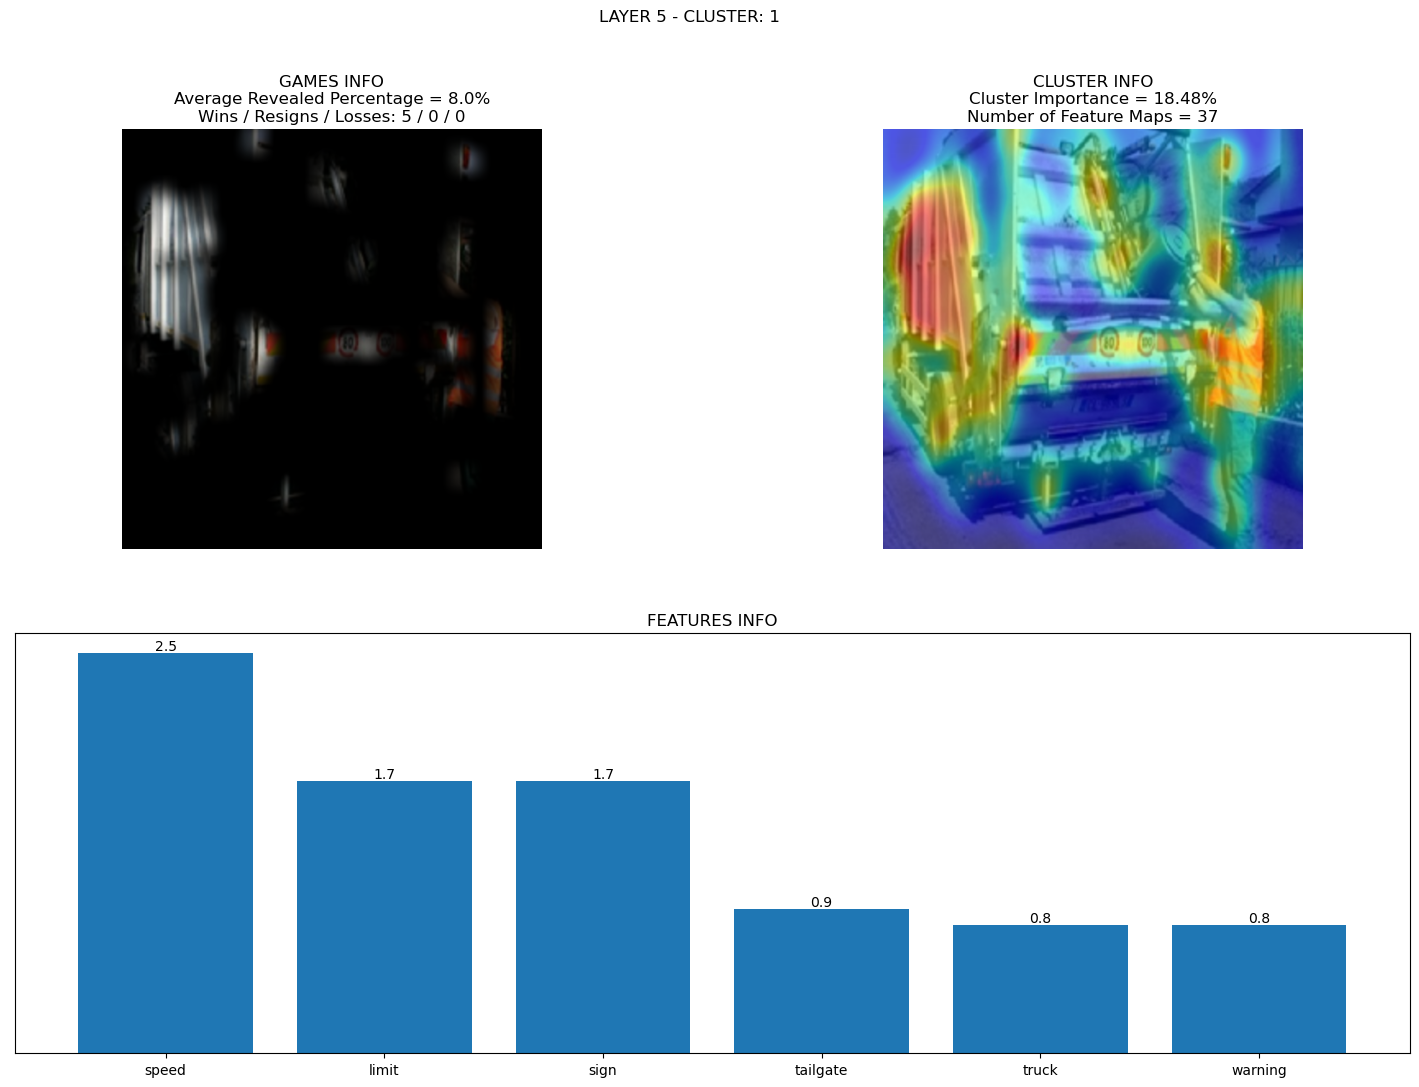 LAYER 5 - CLUSTER: 1
GAMES INFO
Average Revealed Percentage = 8.0%
Wins / Resigns / Losses: 5 / 0 / 0
CLUSTER INFO
Cluster Importance = 18.48%
Number of Feature Maps = 37
FEATURES INFO
2.5
1.7
1.7
0.9
0.8
0.8
speed
limit
sign
tailgate
truck
warning